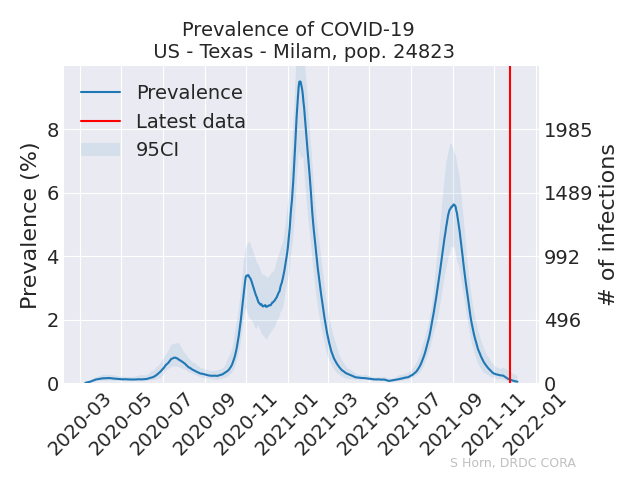 Prevalence of COVID-19
US - Texas - Milam, pop. 24823
Prevalence
Latest data
95CI
Prevalence (%)
8
6
4
2
0
1985
1489
992
496
0
# of infections
2020-03
2020-05
2020-07
2020-09
2020-11
2021-01
2021-03
2021-05
2021-07
2021-09
2021-11
2022-01
S Horn, DRDC CORA